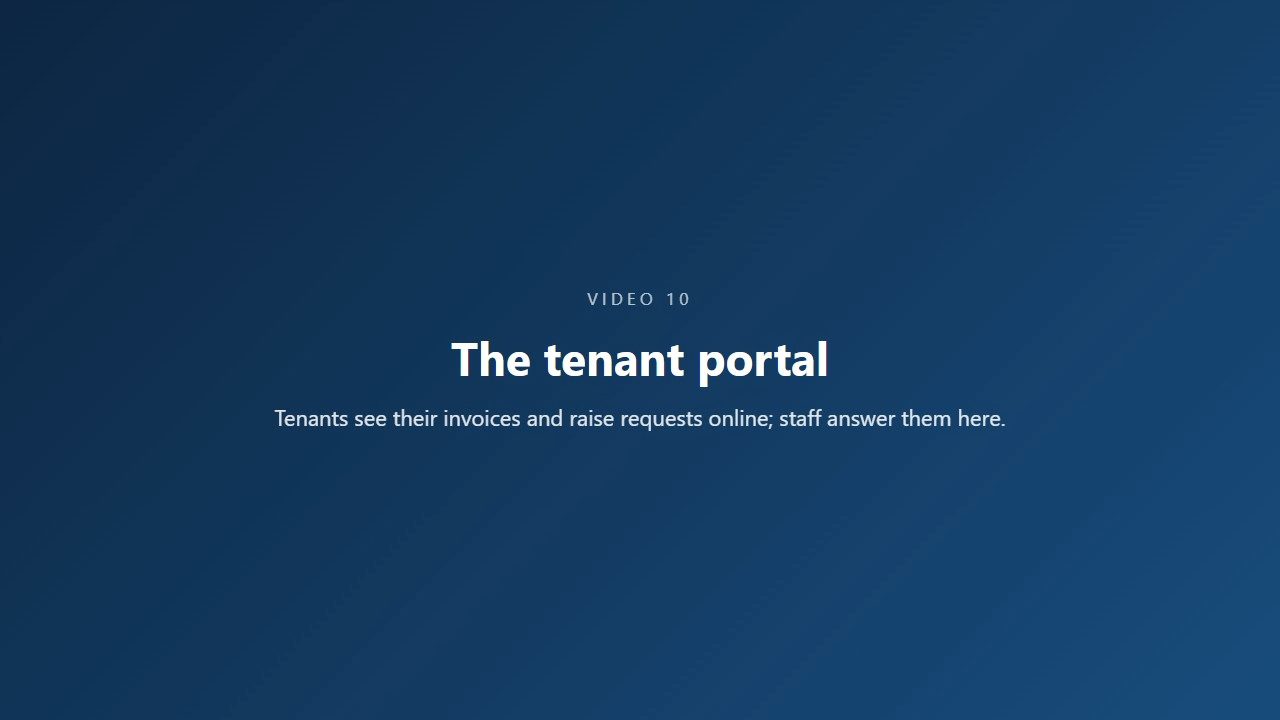 VIDEO 10
The tenant portal
Tenants see their invoices and raise requests online; staff answer them here.